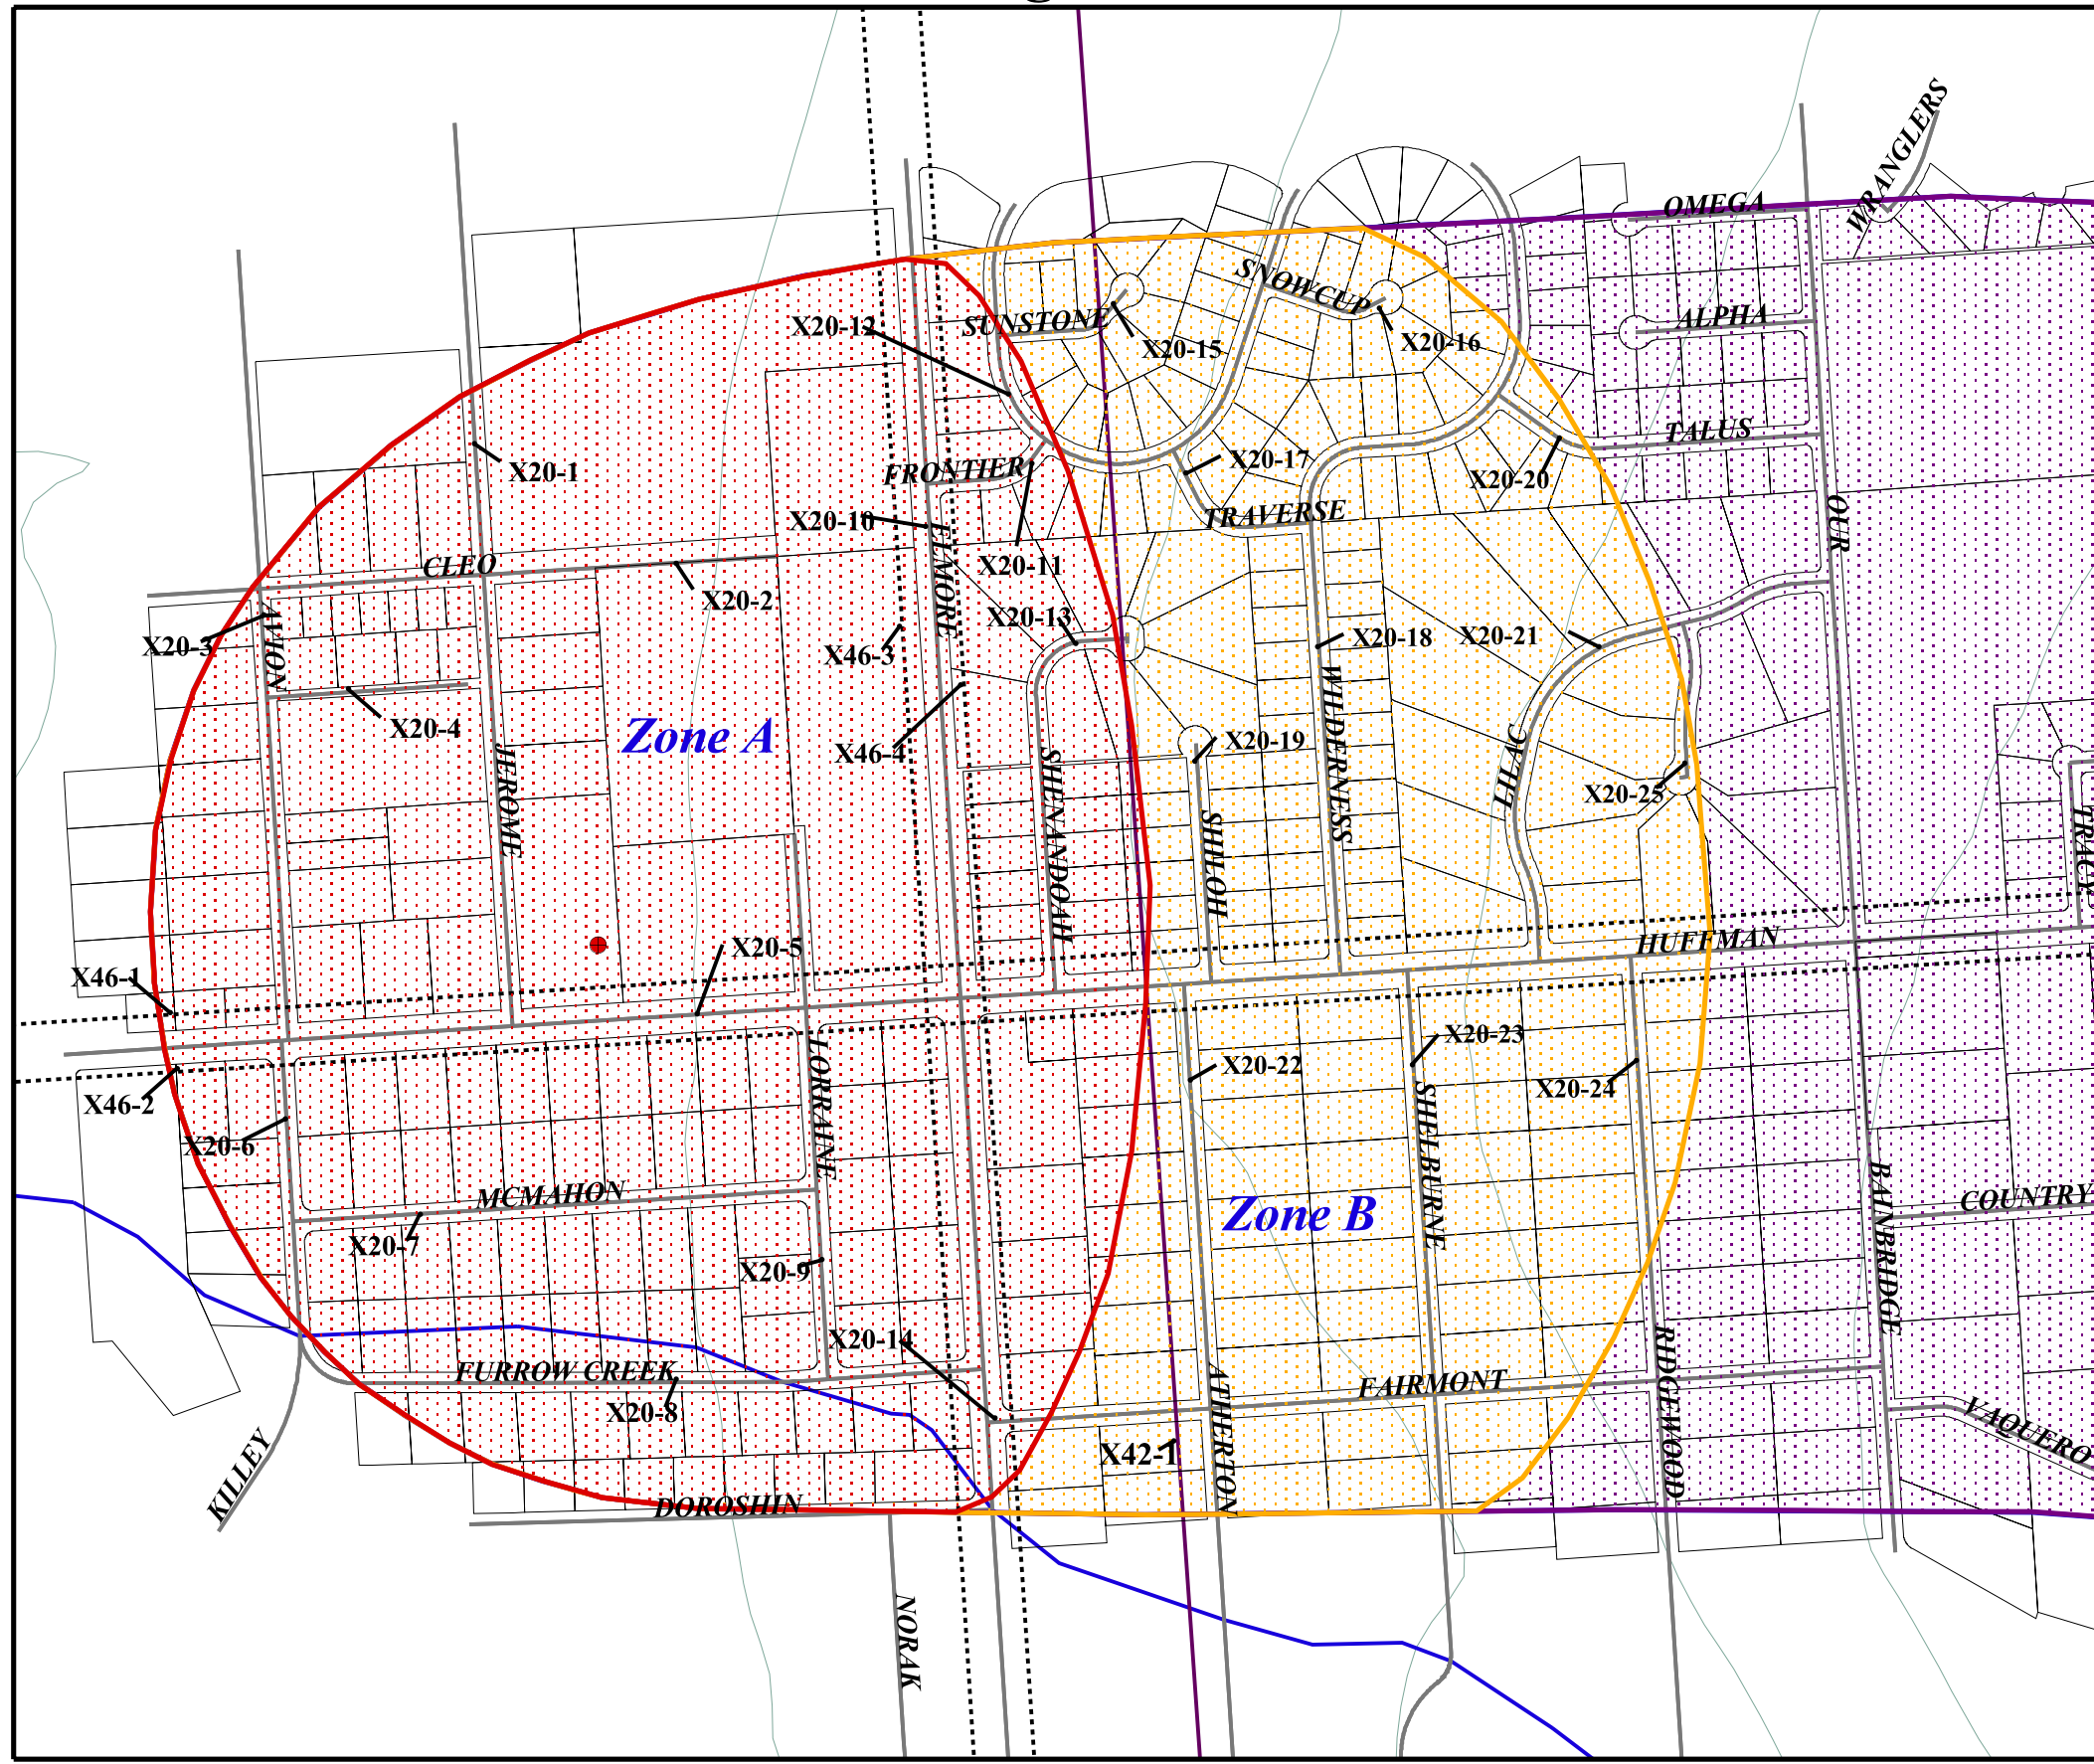 WRANGLERS
OMEGA
SNOWCUP
SUNSTONE
X20-12
X20-15
X20-16
ALPHA
TALUS
X20-1
FRONTIER
X20-17
X20-20
X20-10
TRAVERSE
OUR
CLEO
ELMORE
X20-11
X20-2
X20-3
AVION
X20-13
X46-3
X20-18
X20-21
X20-4
Zone A
X46-4
X20-19
WILDERNESS
LILAC
X20-25
JEROME
SHENANDOAH
SHILOH
TRACY
X20-5
HUFFMAN
X46-1
X46-2
X20-6
LORRAINE
X20-22
X20-23
X20-24
SHELBURNE
MCMAHON
Zone B
BAINBRIDGE
COUNTRY
X20-7
X20-9
X20-14
FURROW CREEK
X20-8
FAIRMONT
ATHERTON
RIDGEWOOD
VAQUERO
X42-1
KILLEY
DOROSHIN
NORAK